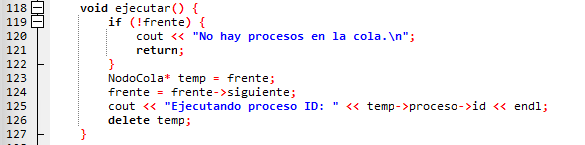 118 void ejecutar() {
119 if (!frente) {
120 cout << "No hay procesos en la cola.\n";
121 return;
122 }
123 NodoCola* temp = frente;
124 frente = frente->siguiente;
125 cout << "Ejecutando proceso ID: " << temp->proceso->id << endl;
126 delete temp;
127 }